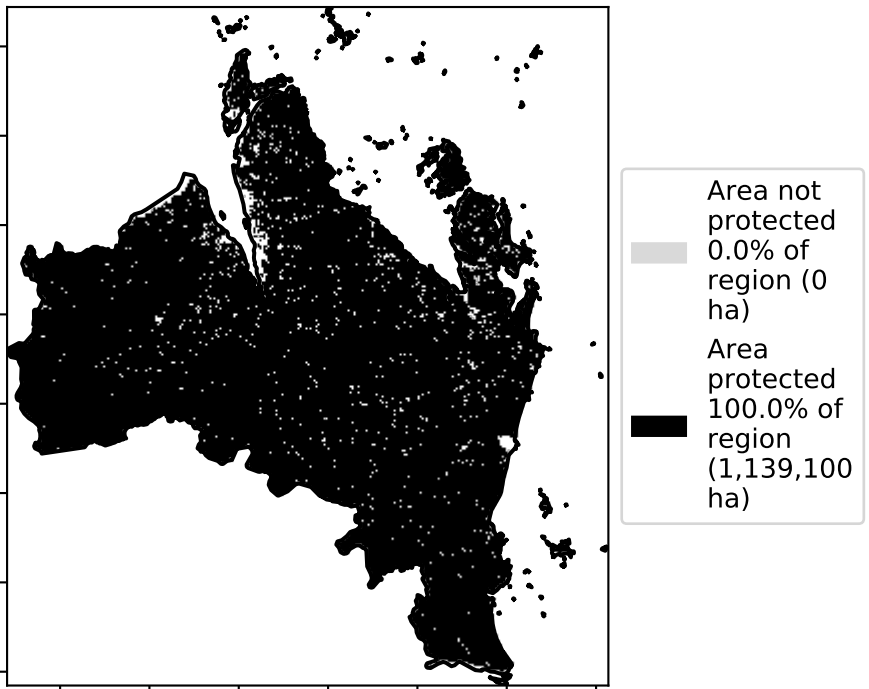 Area not
protected
0.0% of
region (0
ha)
Area
protected
100.0% of
region
(1,139,100
ha)